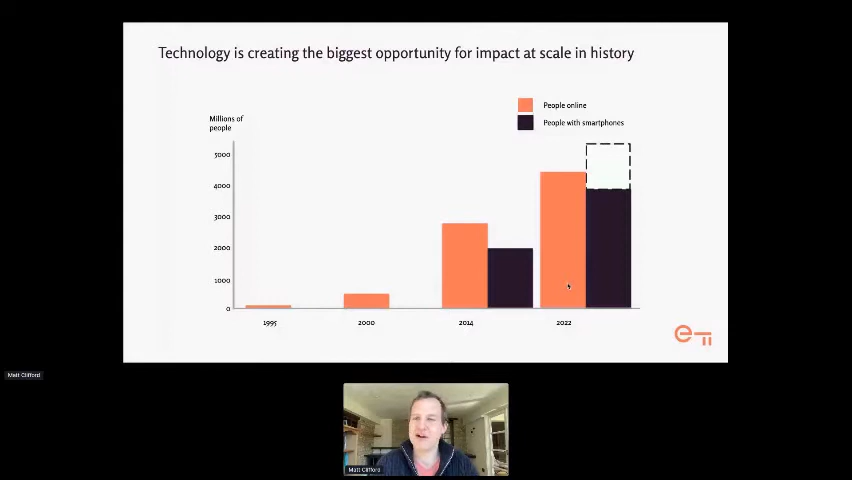 Technology is creating the biggest opportunity for impact at scale in history
People online
People with smartphones
Millions of
people
5000
4000
3000
2000
1000
0
1995
2000
2014
2022
Matt Clifford
Matt Clifford